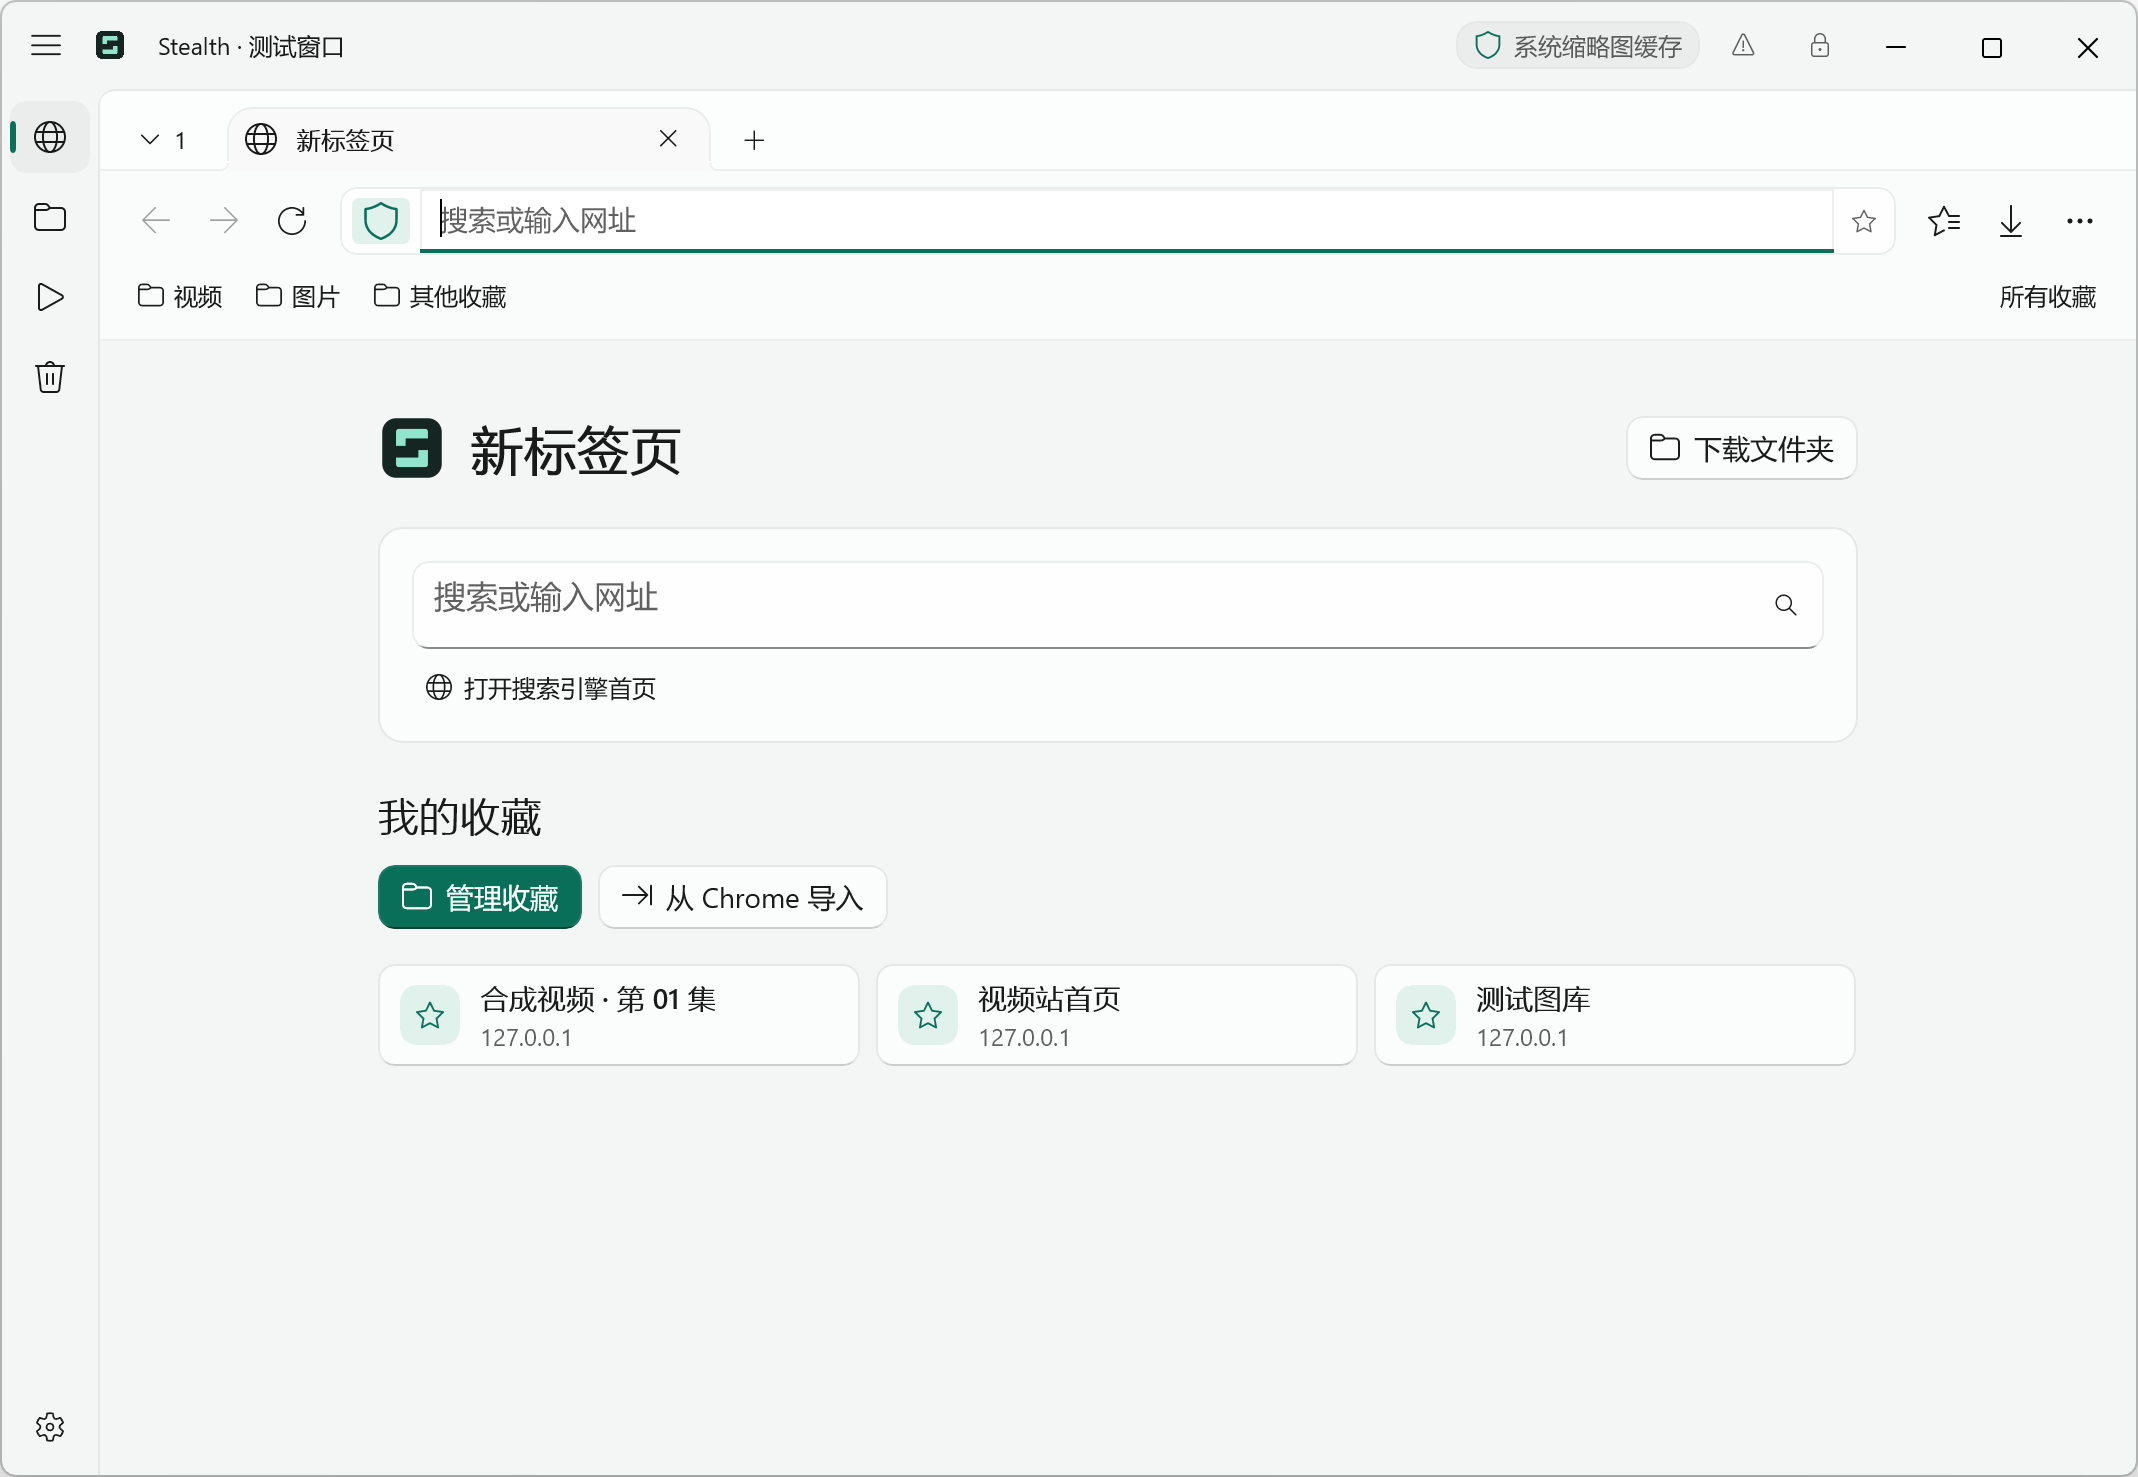 Stealth · 测试窗口
系统缩略图缓存
1
新标签页
搜索或输入网址
视频
图片
其他收藏
所有收藏
新标签页
下载文件夹
搜索或输入网址
打开搜索引擎首页
我的收藏
管理收藏
从 Chrome 导入
合成视频 · 第 01 集
127.0.0.1
视频站首页
127.0.0.1
测试图库
127.0.0.1